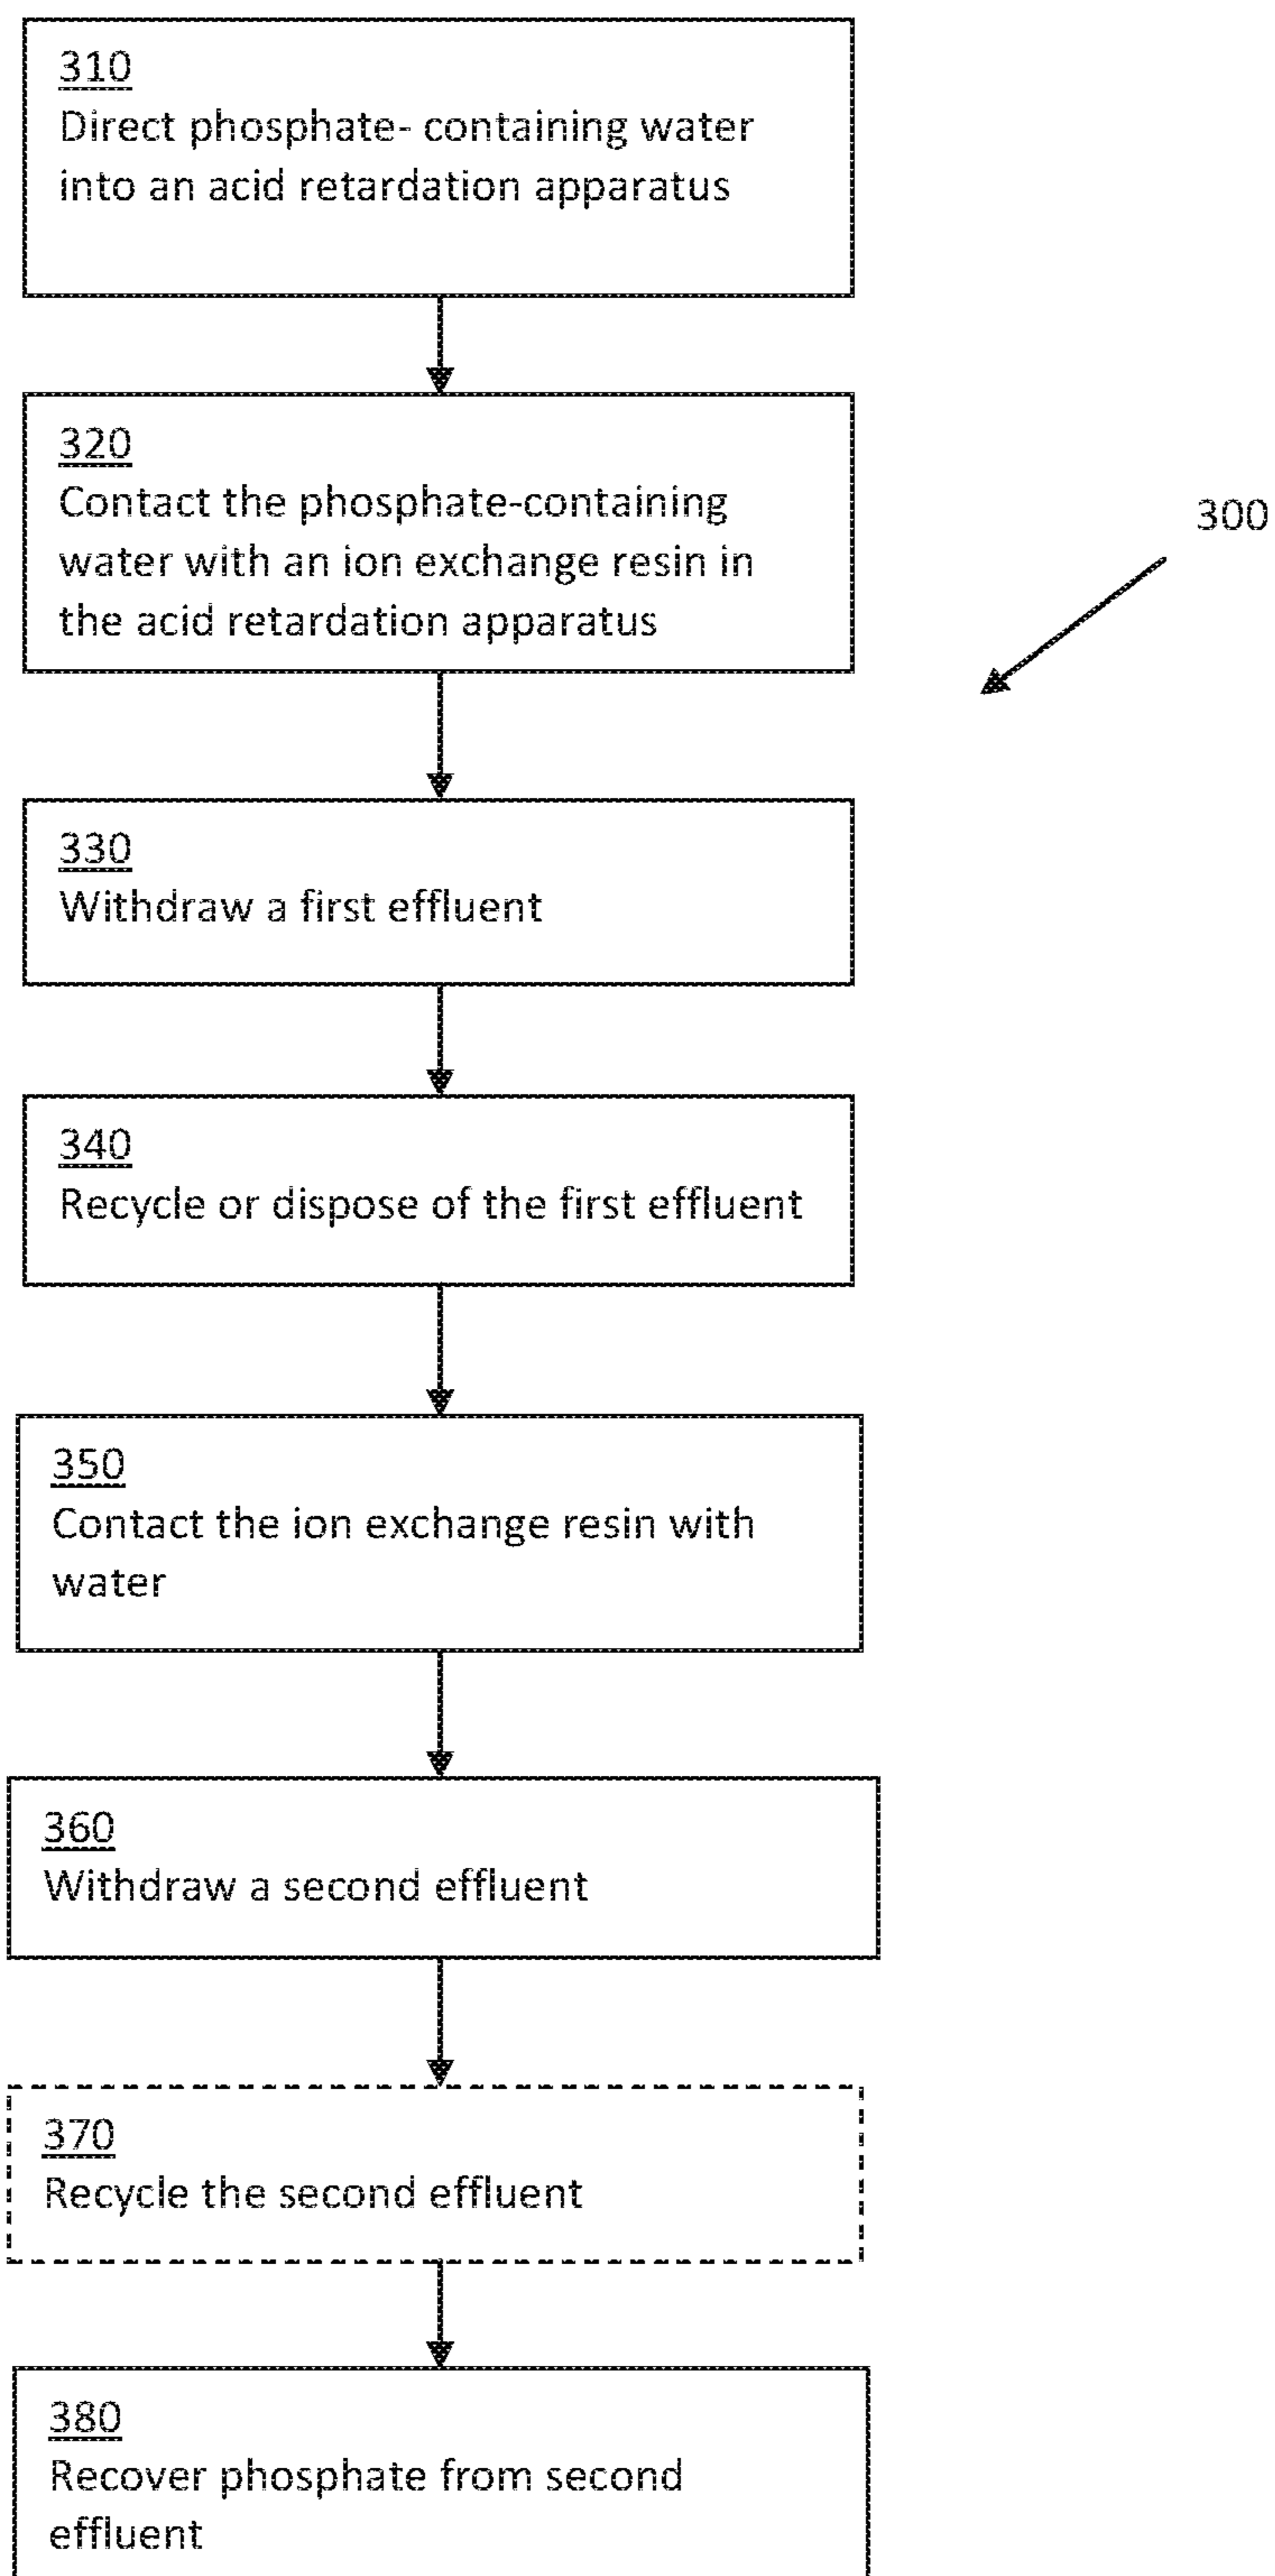 310
Direct phosphate- containing water
into an acid retardation apparatus
320
Contact the phosphate-containing
water with an ion exchange resin in
the acid retardation apparatus
300
330
Withdraw a first effluent
340
Recycle or dispose of the first effluent
350
Contact the ion exchange resin with
water
360
Withdraw a second effluent
370
Recycle the second effluent
380
Recover phosphate from second
effluent